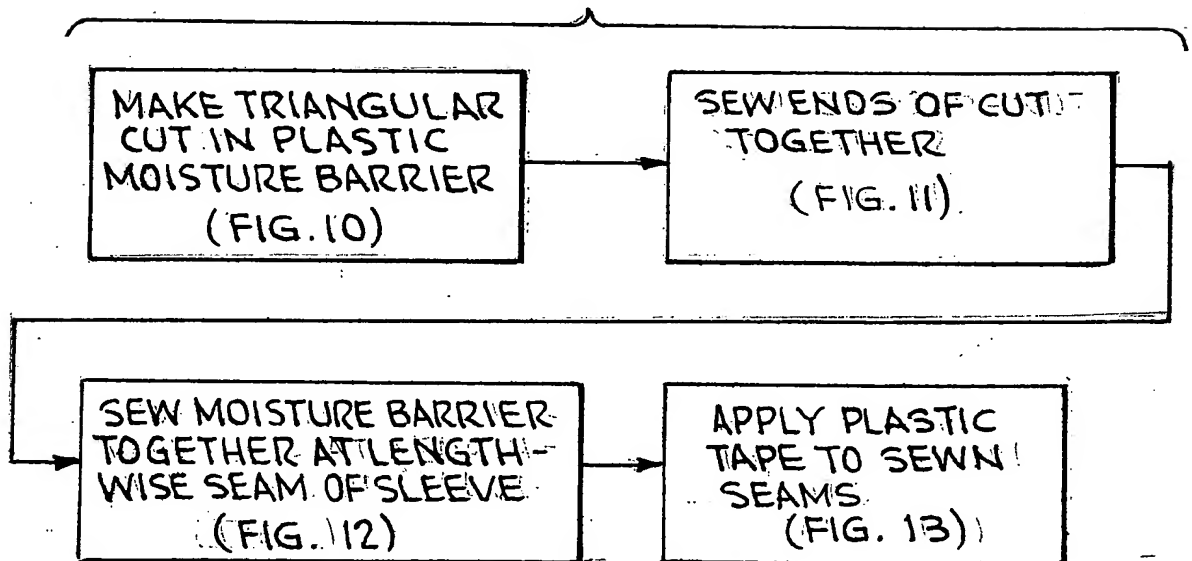 MAKE TRIANGULAR
CUT IN PLASTIC
MOISTURE BARRIER
(FIG. 10)
SEW ENDS OF CUT
TOGETHER
(FIG. 11)
SEW MOISTURE BARRIER
TOGETHER AT LENGTH-
WISE SEAM OF SLEEVE
(FIG. 12)
APPLY PLASTIC
TAPE TO SEWN
SEAMS
(FIG. 13)